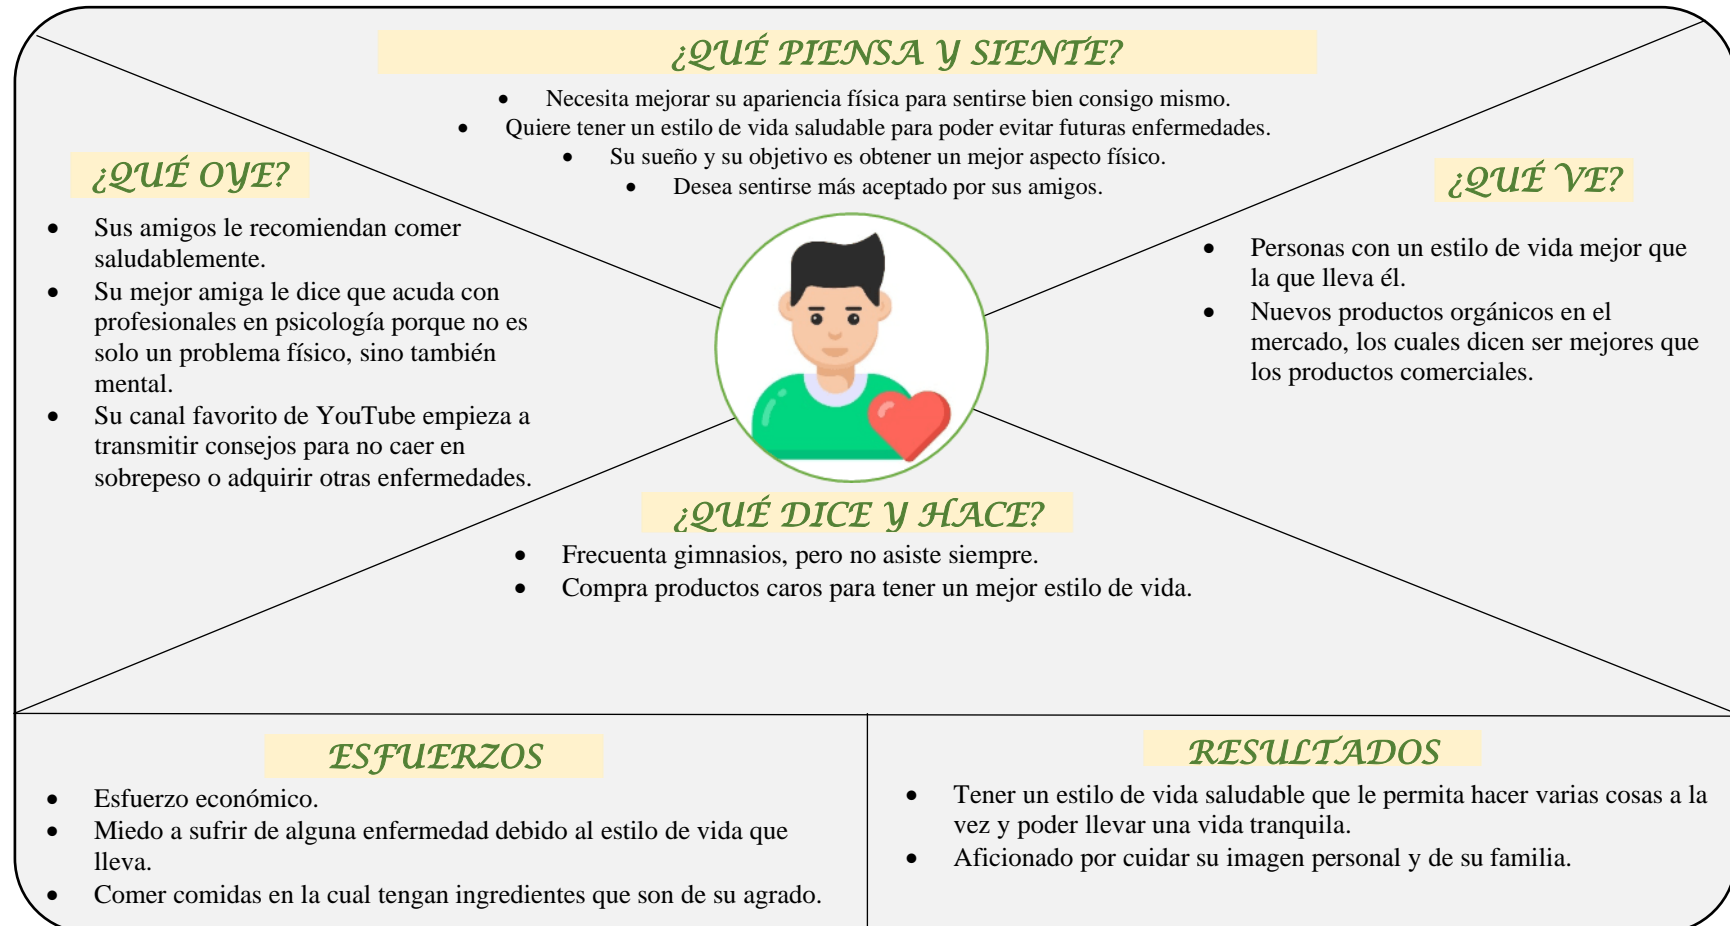 ¿QUÉ PIENSA Y SIENTE?
• Necesita mejorar su apariencia física para sentirse bien consigo mismo.
• Quiere tener un estilo de vida saludable para poder evitar futuras enfermedades.
• Su sueño y su objetivo es obtener un mejor aspecto físico.
• Desea sentirse más aceptado por sus amigos.
¿QUÉ OYE?
• Sus amigos le recomiendan comer
saludablemente.
• Su mejor amiga le dice que acuda con
profesionales en psicología porque no es
solo un problema físico, sino también
mental.
• Su canal favorito de YouTube empieza a
transmitir consejos para no caer en
sobrepeso o adquirir otras enfermedades.
¿QUÉ VE?
• Personas con un estilo de vida mejor que
la que lleva él.
• Nuevos productos orgánicos en el
mercado, los cuales dicen ser mejores que
los productos comerciales.
¿QUÉ DICE Y HACE?
• Frecuenta gimnasios, pero no asiste siempre.
• Compra productos caros para tener un mejor estilo de vida.
ESFUERZOS
• Esfuerzo económico.
• Miedo a sufrir de alguna enfermedad debido al estilo de vida que
lleva.
• Comer comidas en la cual tengan ingredientes que son de su agrado.
RESULTADOS
• Tener un estilo de vida saludable que le permita hacer varias cosas a la
vez y poder llevar una vida tranquila.
• Aficionado por cuidar su imagen personal y de su familia.